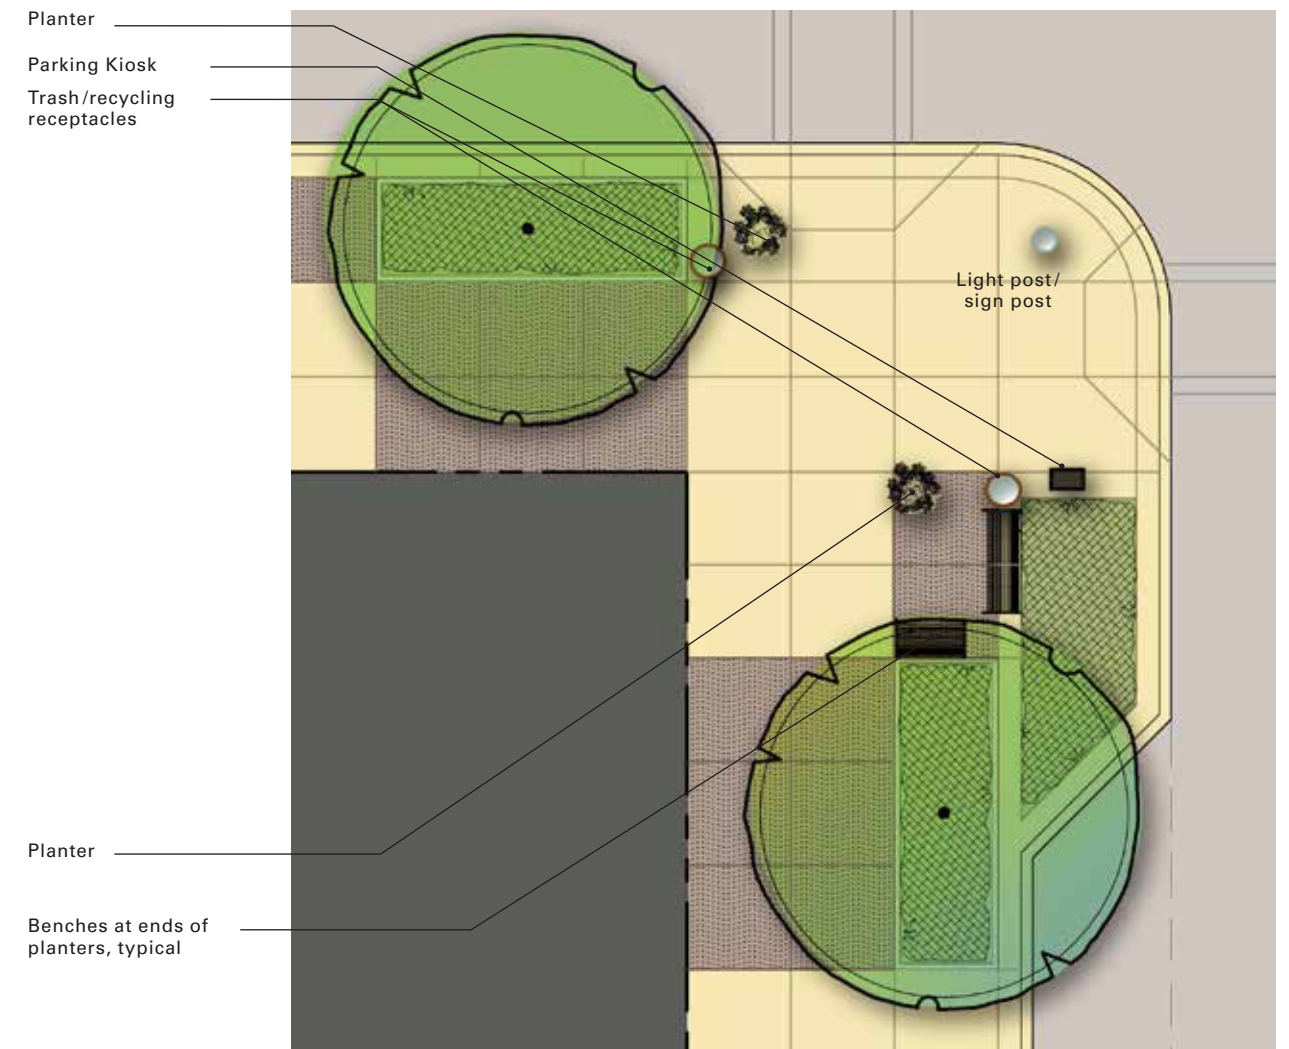 Planter
Parking Kiosk
Trash/recycling
receptacles
Light post/
sign post
Planter
Benches at ends of
planters, typical